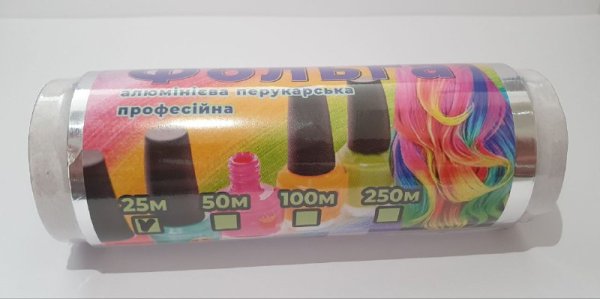 Фольга
алюмінієва перукарська
професійна
25м 50м 100м 250м